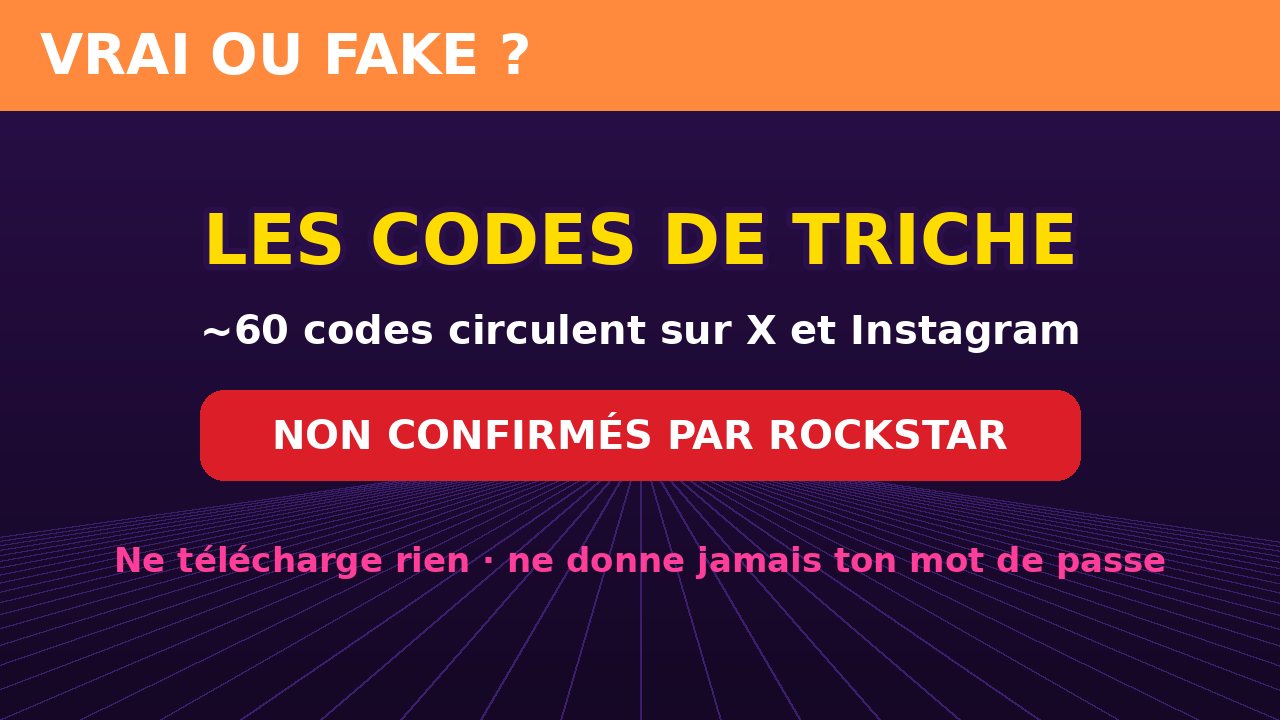 VRAI OU FAKE ?
LES CODES DE TRICHE
~60 codes circulent sur X et Instagram
NON CONFIRMÉS PAR ROCKSTAR
Ne télécharge rien · ne donne jamais ton mot de passe